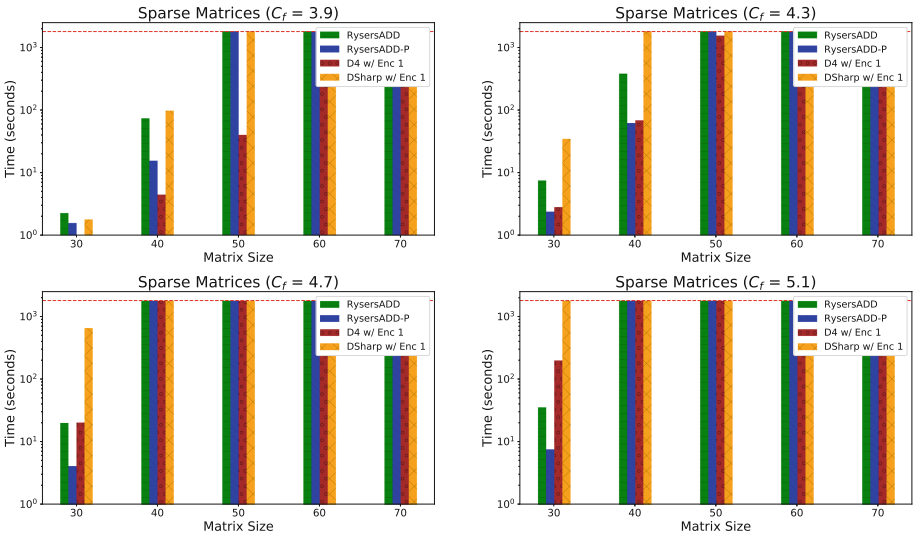 Sparse Matrices (C_f = 3.9)
Time (seconds)
10^3
10^2
10^1
10^0
RysersADD
RysersADD-P
D4 w/ Enc 1
DSharp w/ Enc 1
30 40 50 60 70
Matrix Size
Sparse Matrices (C_f = 4.3)
Time (seconds)
10^3
10^2
10^1
10^0
RysersADD
RysersADD-P
D4 w/ Enc 1
DSharp w/ Enc 1
30 40 50 60 70
Matrix Size
Sparse Matrices (C_f = 4.7)
Time (seconds)
10^3
10^2
10^1
10^0
RysersADD
RysersADD-P
D4 w/ Enc 1
DSharp w/ Enc 1
30 40 50 60 70
Matrix Size
Sparse Matrices (C_f = 5.1)
Time (seconds)
10^3
10^2
10^1
10^0
RysersADD
RysersADD-P
D4 w/ Enc 1
DSharp w/ Enc 1
30 40 50 60 70
Matrix Size